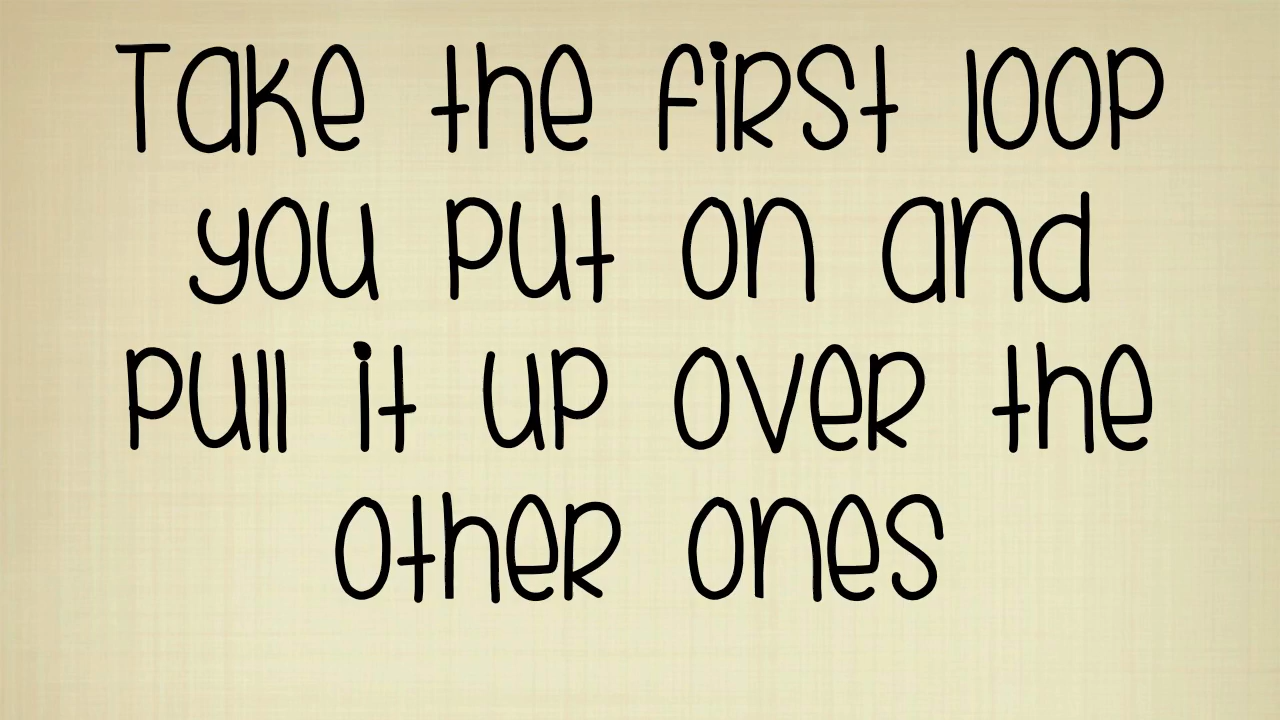 Take the first loop
you put on and
pull it up over the
other ones